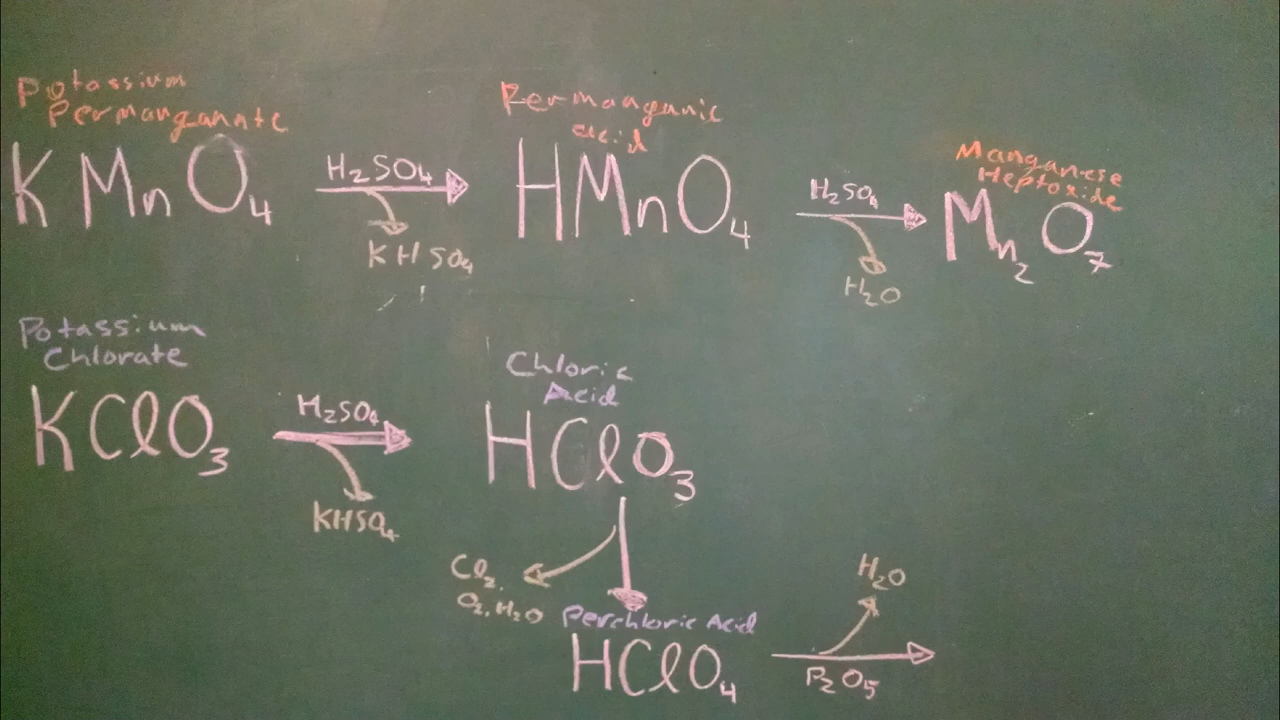 Potassium
Permanganate
KMnO₄
H₂SO₄
KHSO₄
Permanganic
acid
HMnO₄
H₂SO₄
H₂O
Manganese
Heptoxide
Mn₂O₇
Potassium
Chlorate
KClO₃
H₂SO₄
KHSO₄
Chloric
Acid
HClO₃
Cl₂,
O₂, H₂O
Perchloric Acid
HClO₄
H₂O
P₂O₅